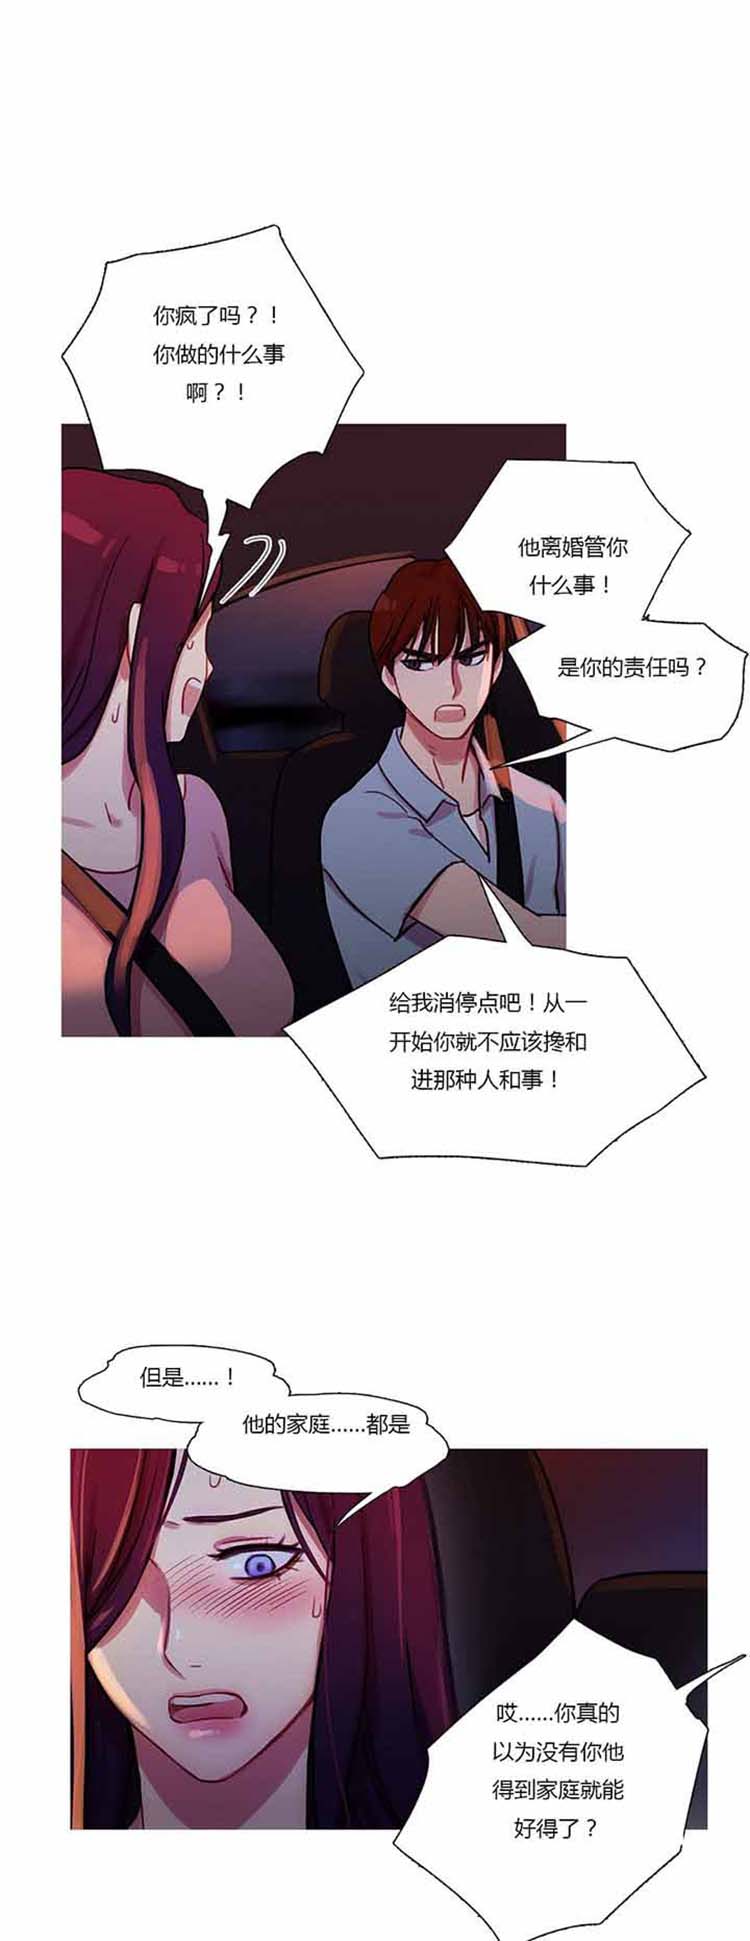 你疯了吗？！
你做的什么事
啊？！
他离婚管你
什么事！
是你的责任吗？
给我消停点吧！从一
开始你就不应该搀和
进那种人和事！
但是……！
他的家庭……都是
哎……你真的
以为没有你他
得到家庭就能
好得了？